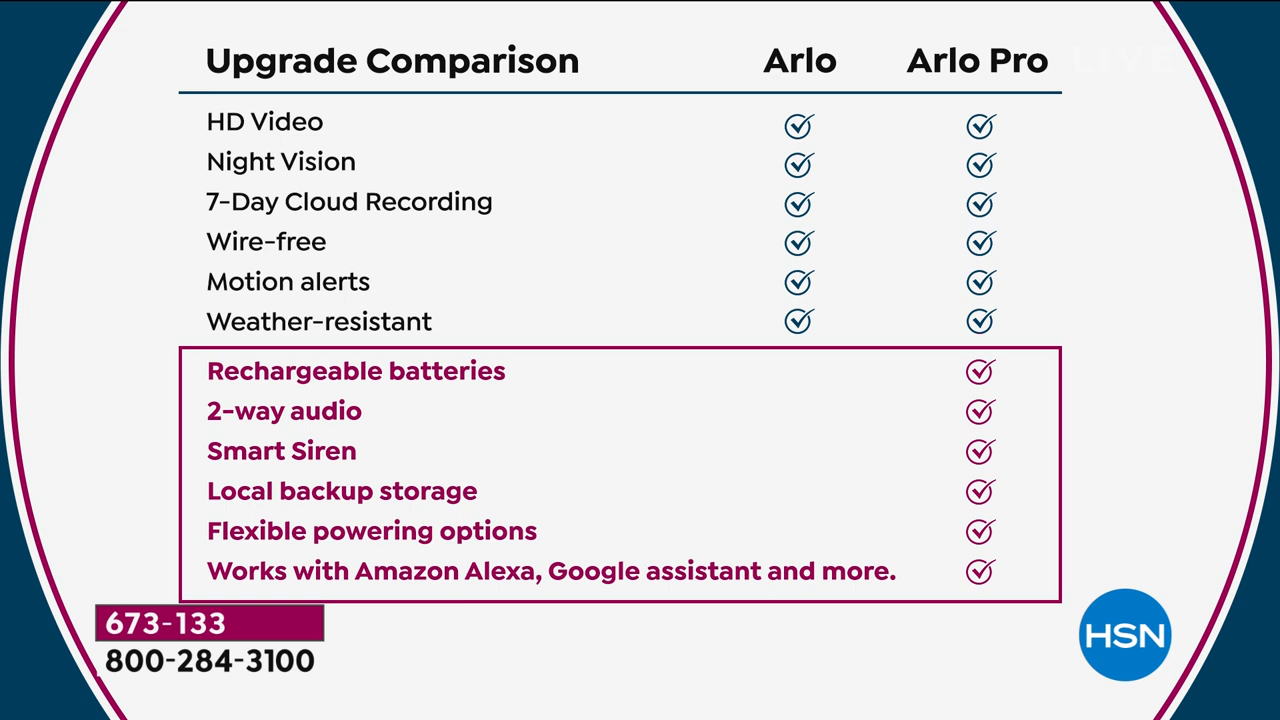 Upgrade Comparison Arlo Arlo Pro LIVE
HD Video
Night Vision
7-Day Cloud Recording
Wire-free
Motion alerts
Weather-resistant
Rechargeable batteries
2-way audio
Smart Siren
Local backup storage
Flexible powering options
Works with Amazon Alexa, Google assistant and more.
673-133
800-284-3100
HSN